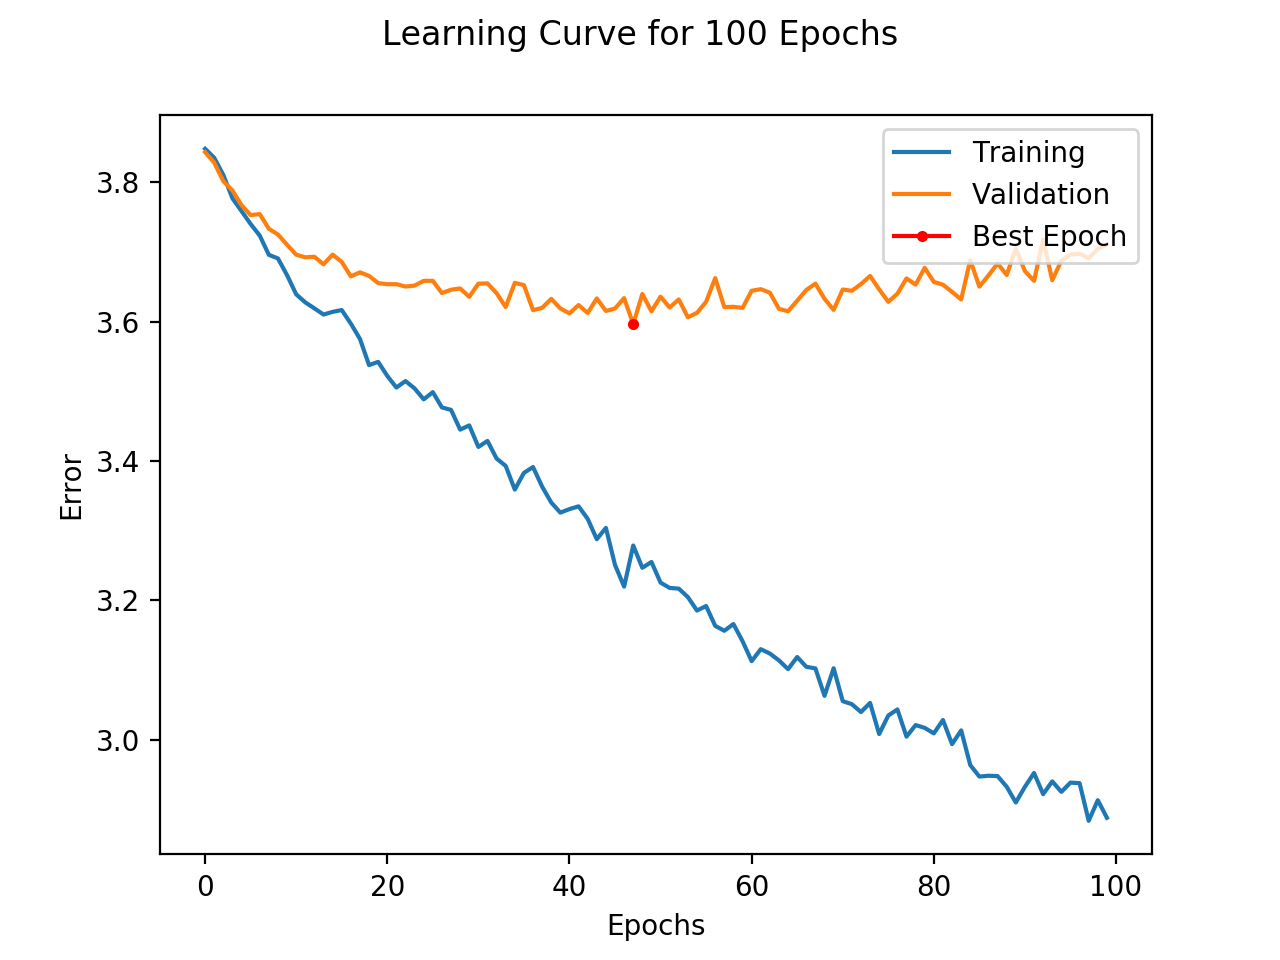 Learning Curve for 100 Epochs
Training
Validation
Best Epoch
3.8
3.6
3.4
3.2
3.0
Error
0 20 40 60 80 100
Epochs